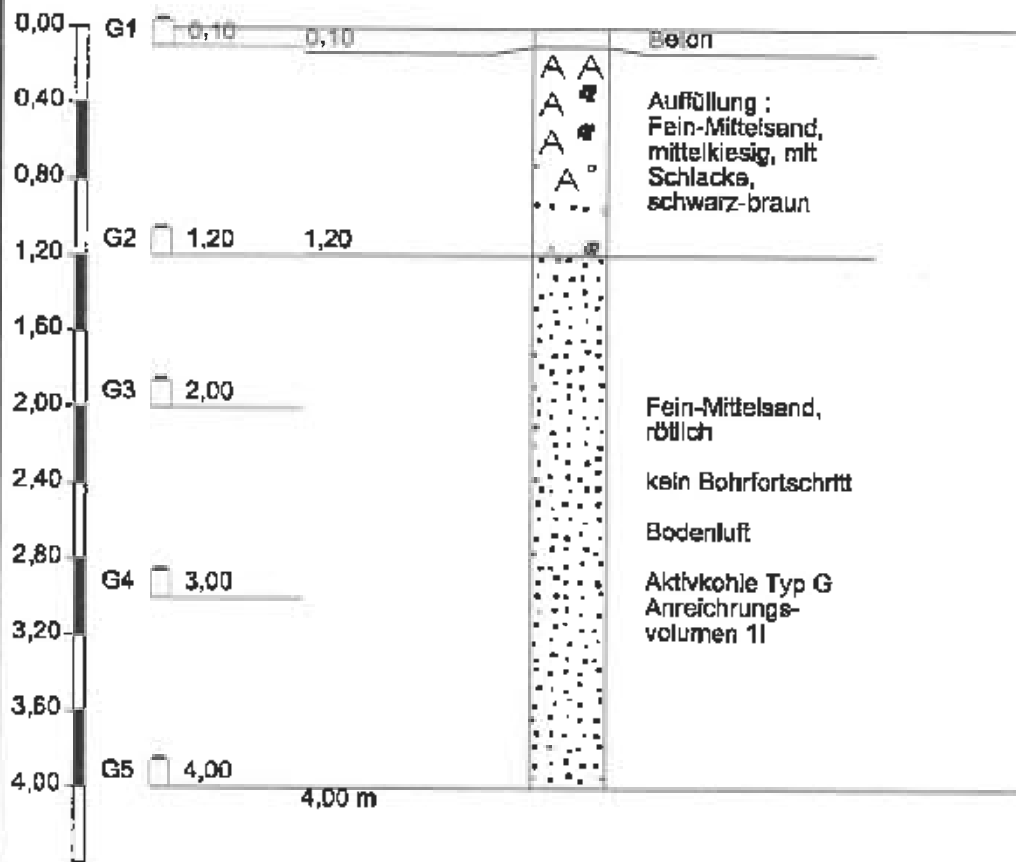 0,00 G1 0,10 0,10 Beton
0,40
Auffüllung :
Fein-Mittelsand,
mittelkiesig, mit
Schlacke,
schwarz-braun
0,80
G2 1,20 1,20
1,20
1,60
G3 2,00
2,00
Fein-Mittelsand,
rötlich
2,40
kein Bohrfortschritt
Bodenluft
2,80
G4 3,00
Aktivkohle Typ G
Anreichrungs-
volumen 1l
3,20
3,60
G5 4,00
4,00
4,00 m
A A
A
A
A